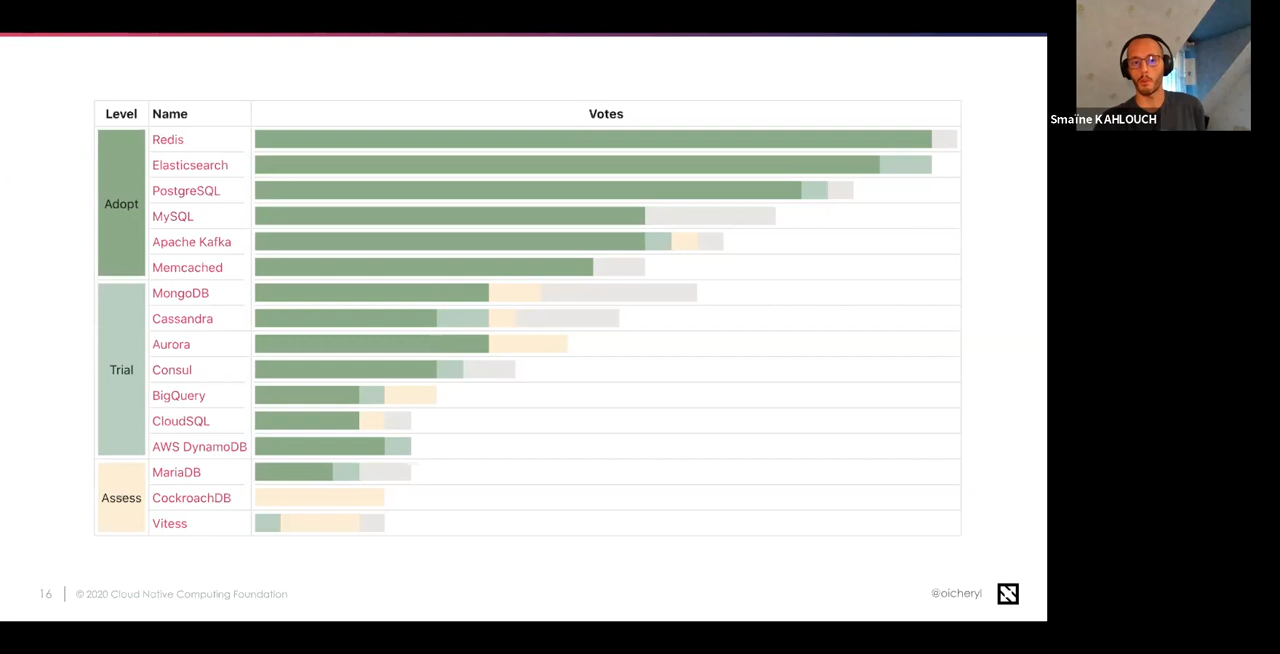 Level Name Votes
Redis
Elasticsearch
PostgreSQL
Adopt
MySQL
Apache Kafka
Memcached
MongoDB
Cassandra
Aurora
Trial
Consul
BigQuery
CloudSQL
AWS DynamoDB
MariaDB
Assess
CockroachDB
Vitess
16 © 2020 Cloud Native Computing Foundation
@oicheryl
Smaïne KAHLOUCH